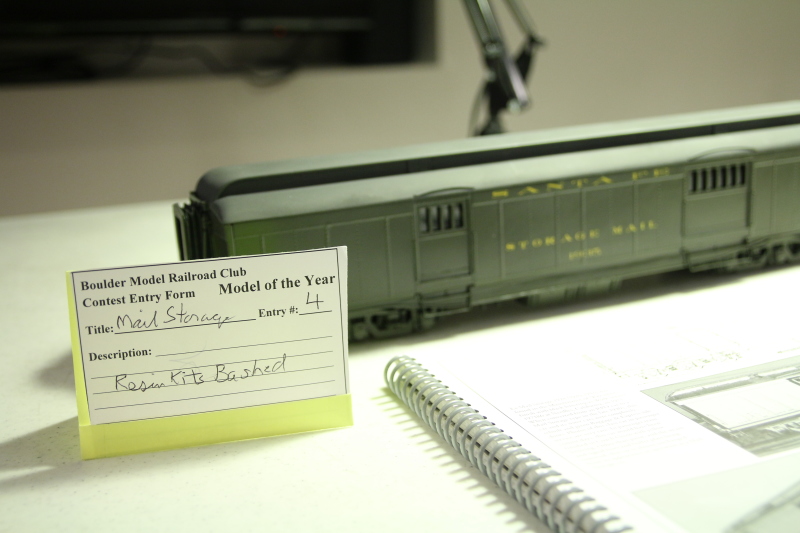 SANTA FE
STORAGE MAIL
Boulder Model Railroad Club
Contest Entry Form Model of the Year
Title: Mail Storage Entry #: 4
Description:
Resin Kits Bashed